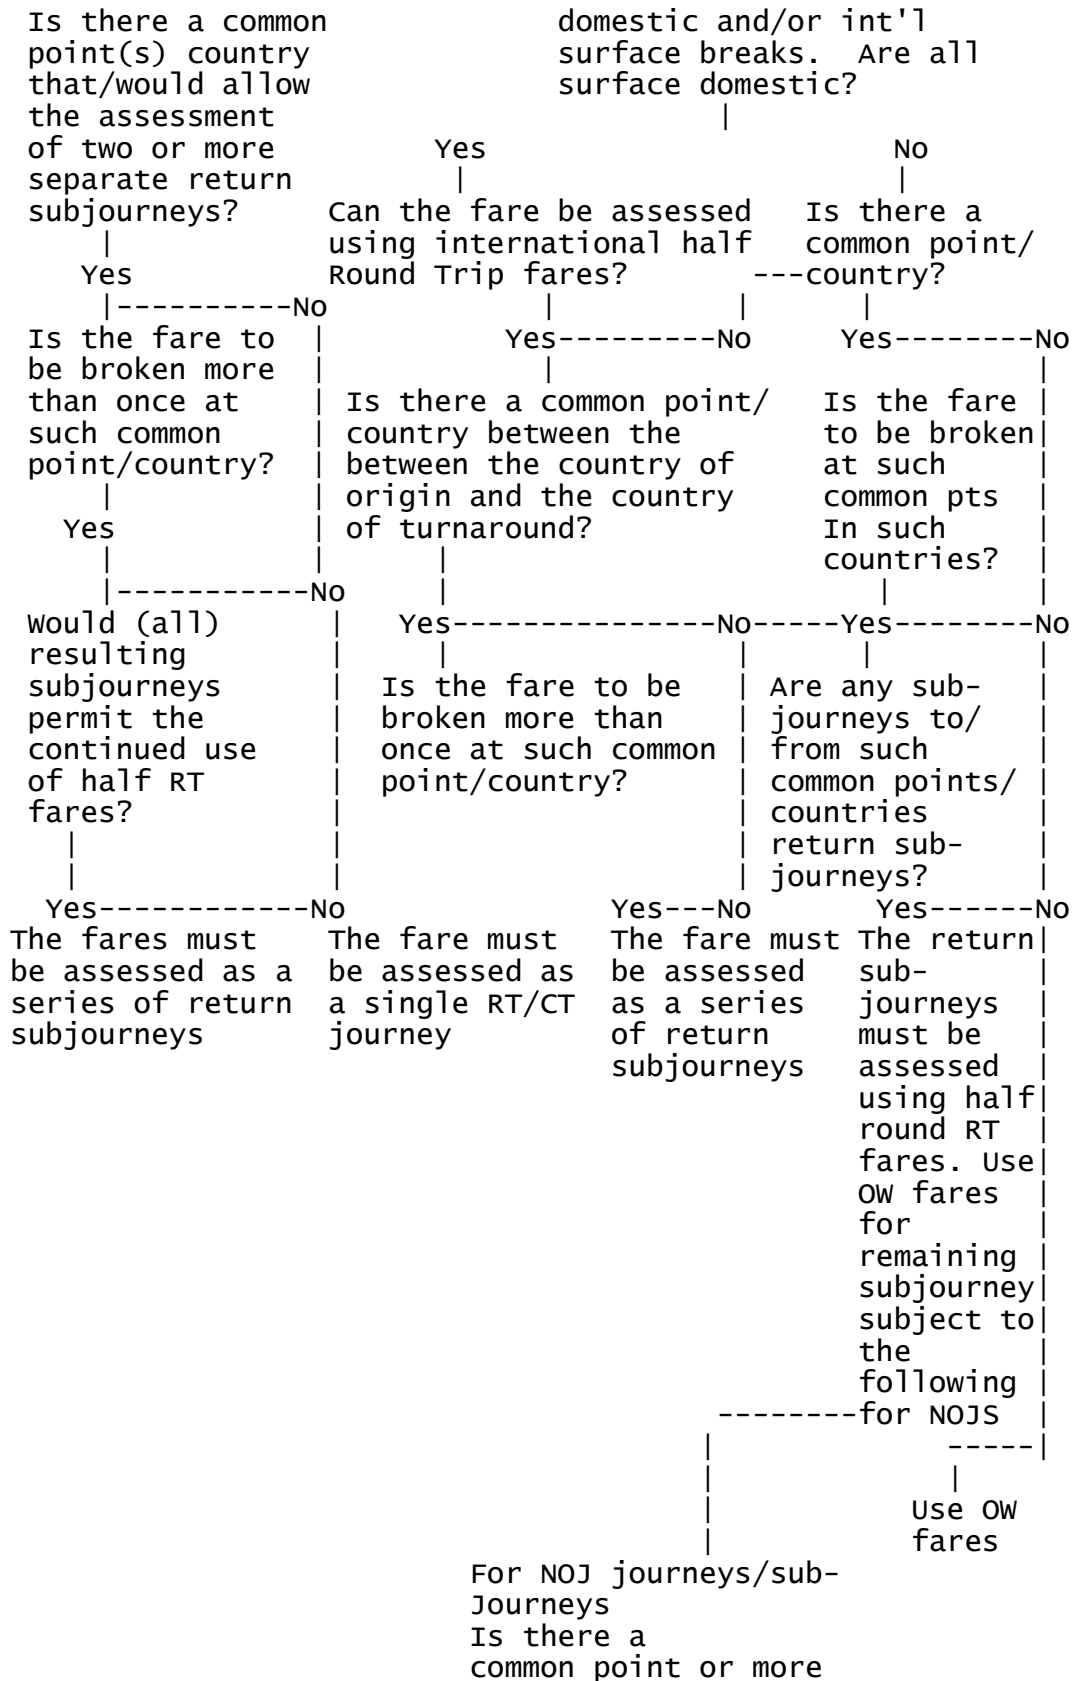 Is there a common domestic and/or int'l
point(s) country surface breaks. Are all
that/would allow surface domestic?
the assessment |
of two or more Yes No
separate return | |
subjourneys? Can the fare be assessed Is there a
| using international half common point/
Yes Round Trip fares? ---country?
|----------No | | |
Is the fare to | Yes---------No Yes--------No
be broken more | | |
than once at | Is there a common point/ Is the fare |
such common | country between the to be broken|
point/country? | between the country of at such |
| | origin and the country common pts |
Yes | of turnaround? In such |
| | | countries? |
|-----------No | | |
Would (all) | Yes---------------No-----Yes--------No
resulting | | | | |
subjourneys | Is the fare to be | Are any sub- |
permit the | broken more than | journeys to/ |
continued use | once at such common | from such |
of half RT | point/country? | common points/ |
fares? | | countries |
| | | return sub- |
| | | journeys? |
Yes------------No Yes---No Yes------No
The fares must The fare must The fare must The return|
be assessed as a be assessed as be assessed sub- |
series of return a single RT/CT as a series journeys |
subjourneys journey of return must be |
subjourneys assessed |
using half|
round RT |
fares. Use|
OW fares |
for |
remaining |
subjourney|
subject to|
the |
following |
--------for NOJS |
| -----|
| |
| Use OW
| fares
For NOJ journeys/sub-
Journeys
Is there a
common point or more